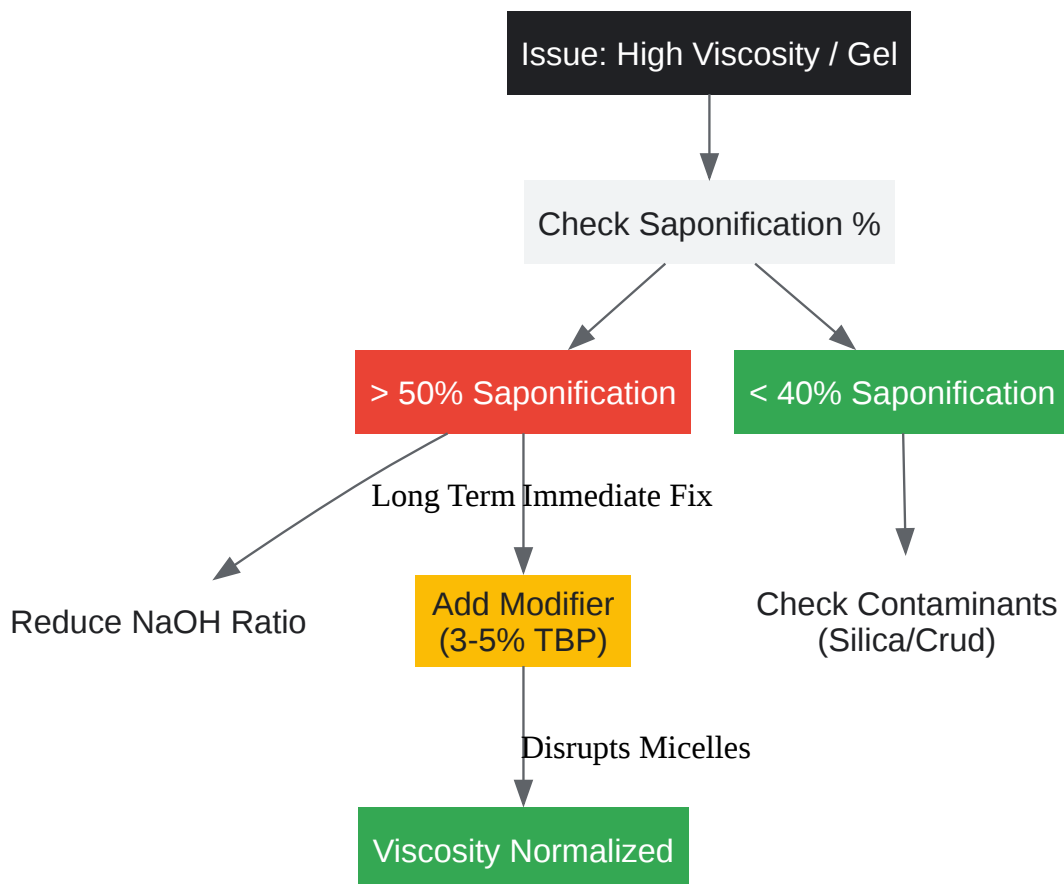 Issue: High Viscosity / Gel
Check Saponification %
> 50% Saponification
< 40% Saponification
Long Term
Immediate Fix
Reduce NaOH Ratio
Add Modifier
(3-5% TBP)
Check Contaminants
(Silica/Crud)
Disrupts Micelles
Viscosity Normalized